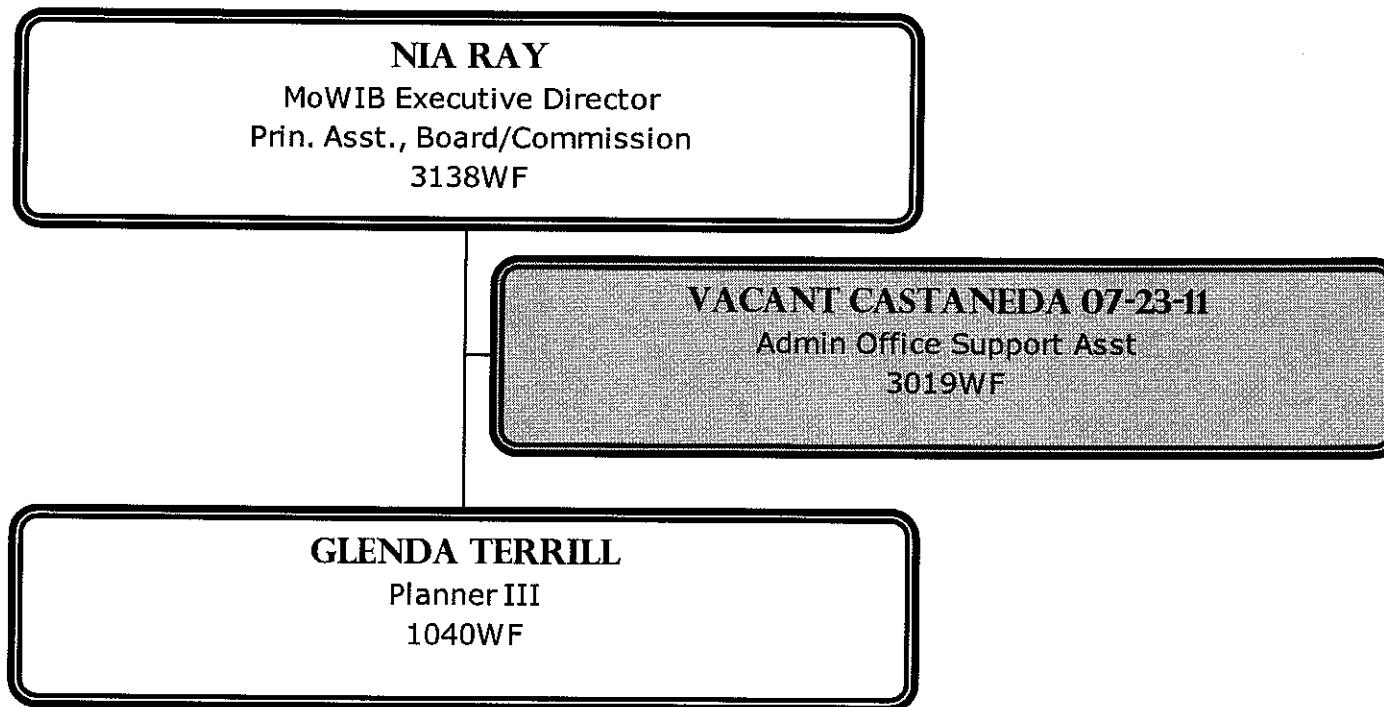 NIA RAY
MoWIB Executive Director
Prin. Asst., Board/Commission
3138WF
VACANT CASTANEDA 07-23-11
Admin Office Support Asst
3019WF
GLENDA TERRILL
Planner III
1040WF